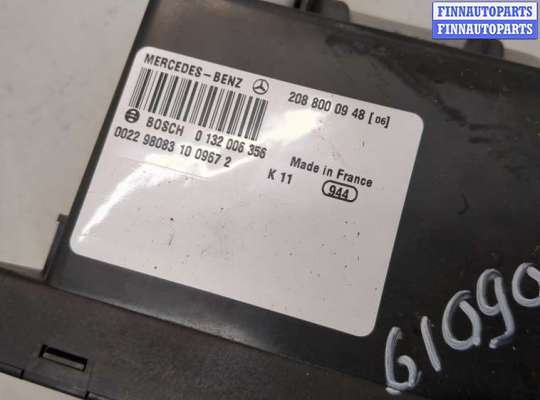 FINNAUTOPARTS
FINNAUTOPARTS
MERCEDES-BENZ 208 800 09 48 [06]
BOSCH 0 132 006 356
0022 98083 10 0967 2
K 11 Made in France
944
61090